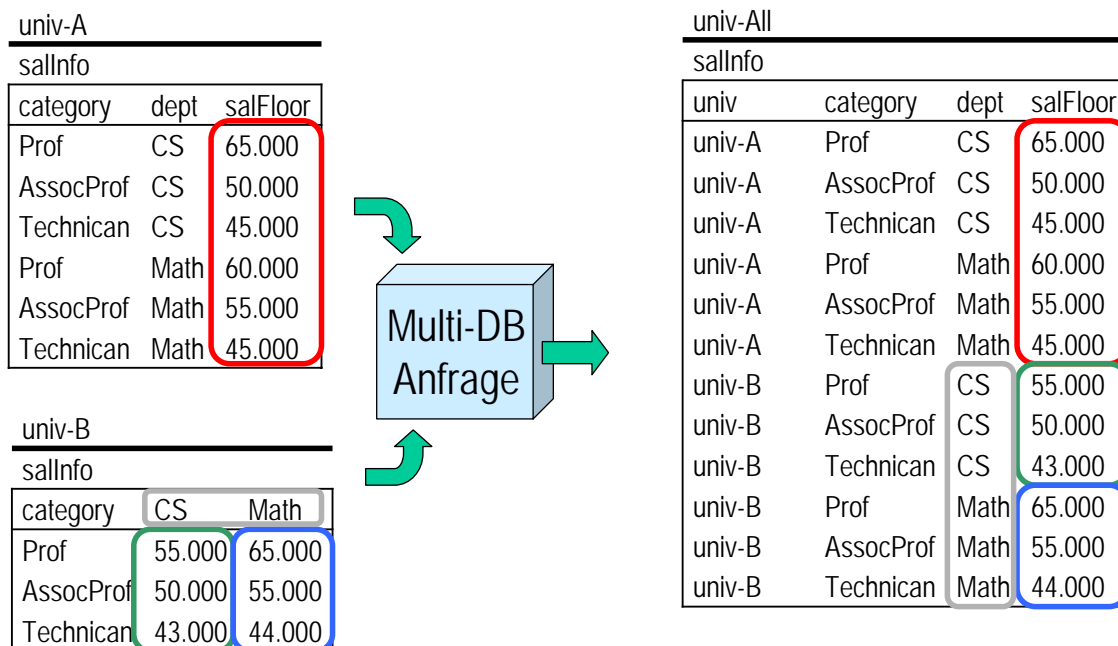 univ-A
salInfo
category dept salFloor
Prof CS 65.000
AssocProf CS 50.000
Technican CS 45.000
Prof Math 60.000
AssocProf Math 55.000
Technican Math 45.000
univ-B
salInfo
category CS Math
Prof 55.000 65.000
AssocProf 50.000 55.000
Technican 43.000 44.000
Multi-DB
Anfrage
univ-All
salInfo
univ category dept salFloor
univ-A Prof CS 65.000
univ-A AssocProf CS 50.000
univ-A Technican CS 45.000
univ-A Prof Math 60.000
univ-A AssocProf Math 55.000
univ-A Technican Math 45.000
univ-B Prof CS 55.000
univ-B AssocProf CS 50.000
univ-B Technican CS 43.000
univ-B Prof Math 65.000
univ-B AssocProf Math 55.000
univ-B Technican Math 44.000